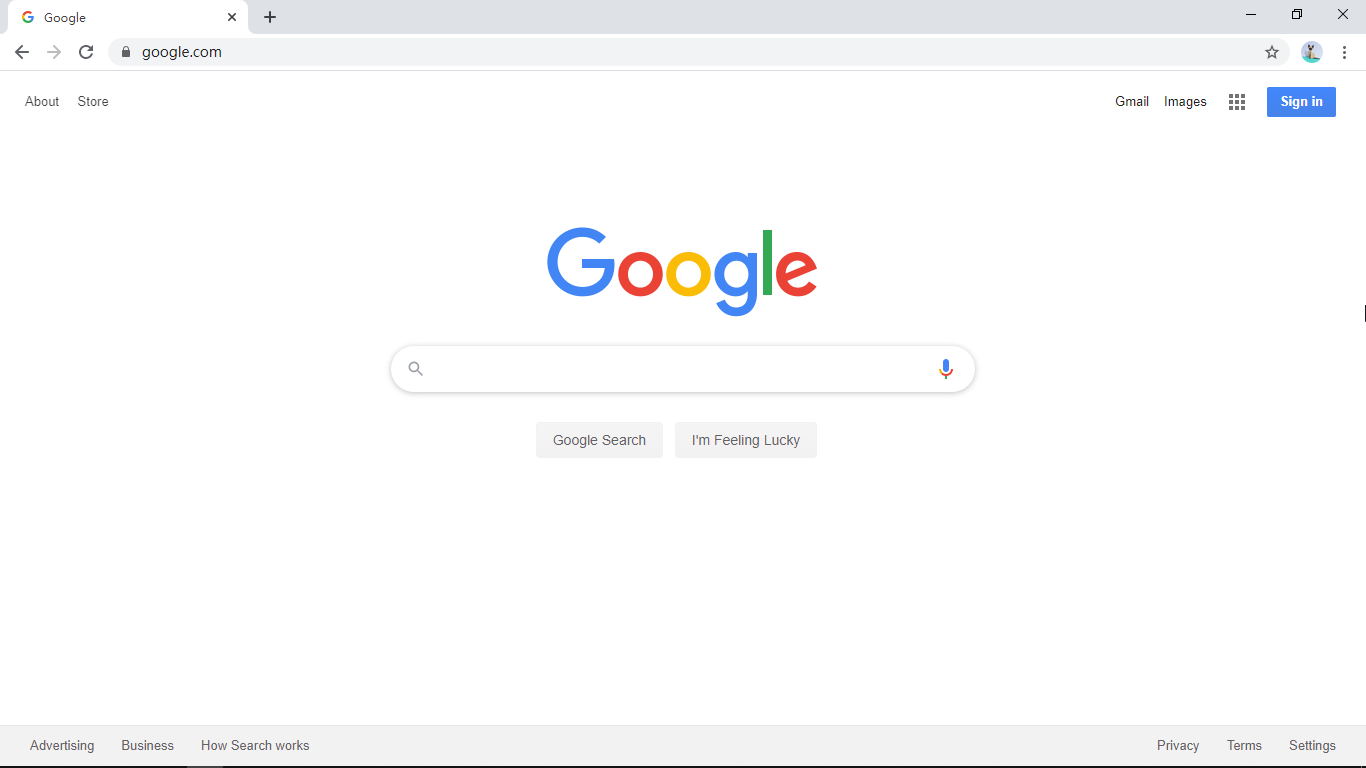 Google
google.com
About Store Gmail Images Sign in
Google
Google Search I'm Feeling Lucky
Advertising Business How Search works Privacy Terms Settings